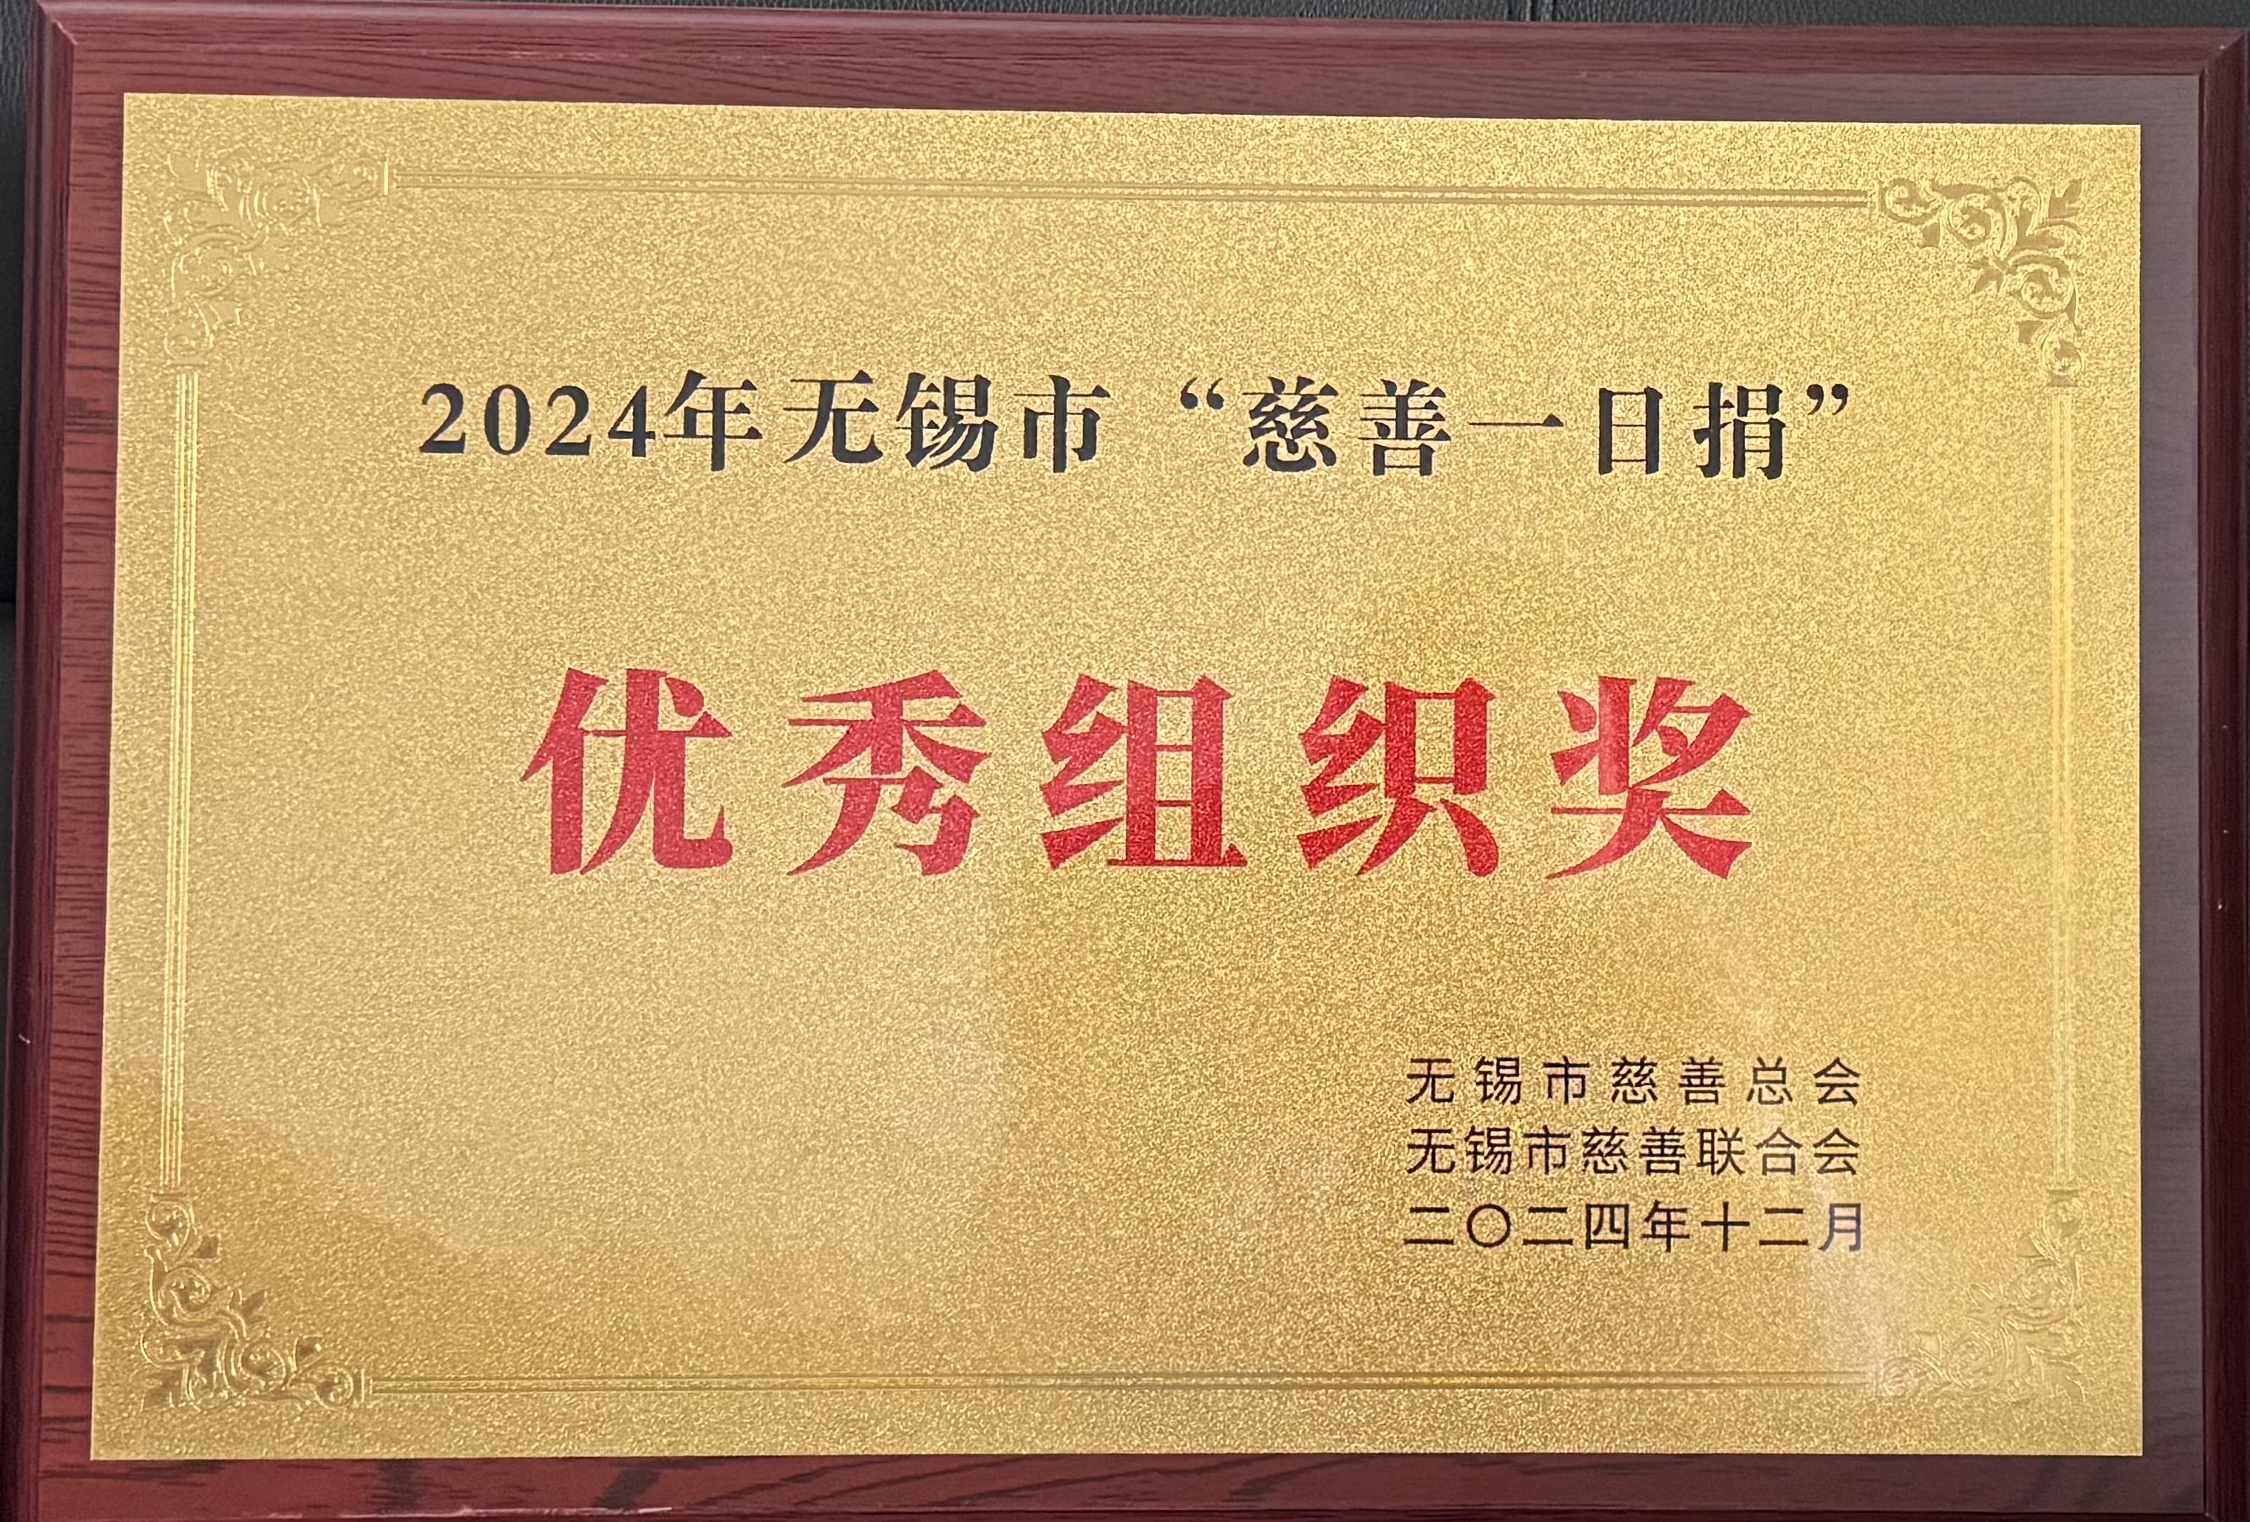 2024年无锡市“慈善一日捐”
优秀组织奖
无锡市慈善总会
无锡市慈善联合会
二〇二四年十二月